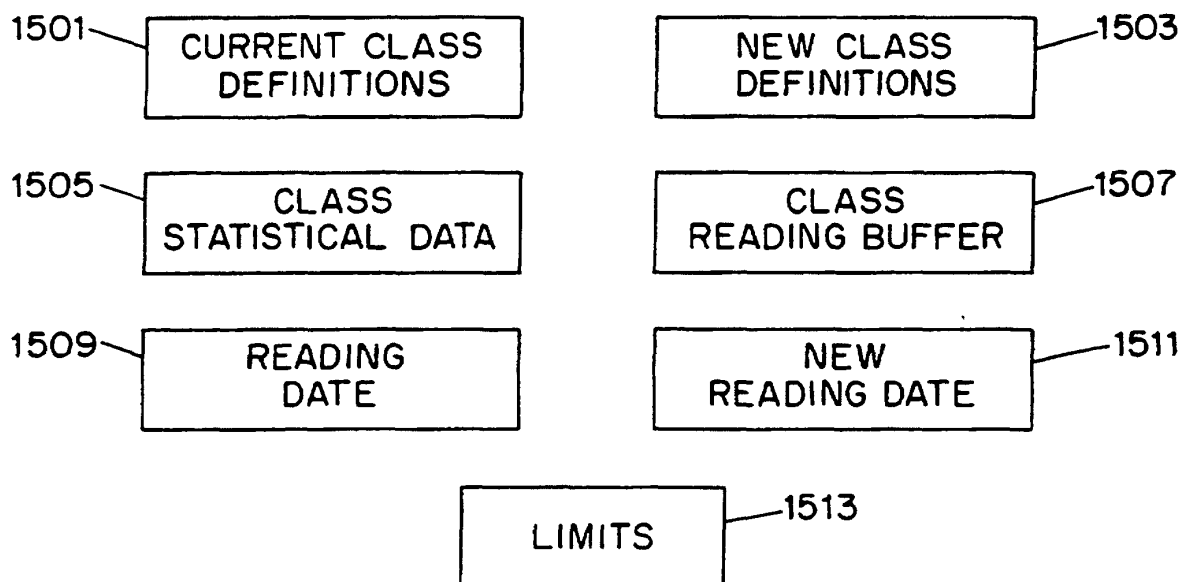 1501
CURRENT CLASS
DEFINITIONS
NEW CLASS
DEFINITIONS
1503
1505
CLASS
STATISTICAL DATA
CLASS
READING BUFFER
1507
1509
READING
DATE
NEW
READING DATE
1511
LIMITS
1513